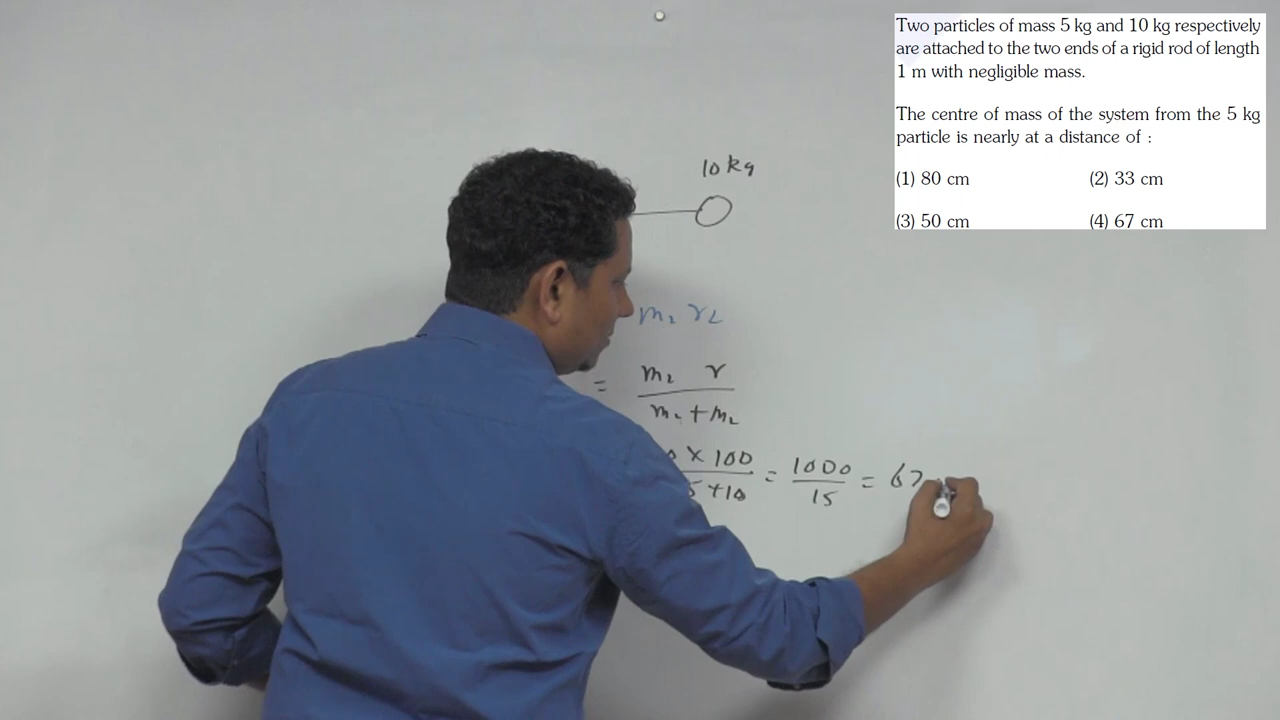 Two particles of mass 5 kg and 10 kg respectively
are attached to the two ends of a rigid rod of length
1 m with negligible mass.
The centre of mass of the system from the 5 kg
particle is nearly at a distance of :
(1) 80 cm (2) 33 cm
(3) 50 cm (4) 67 cm
10 kg
m₂ r₂
= m₂ r
m₁ + m₂
0 × 100 = 1000 = 67
5 + 10 15